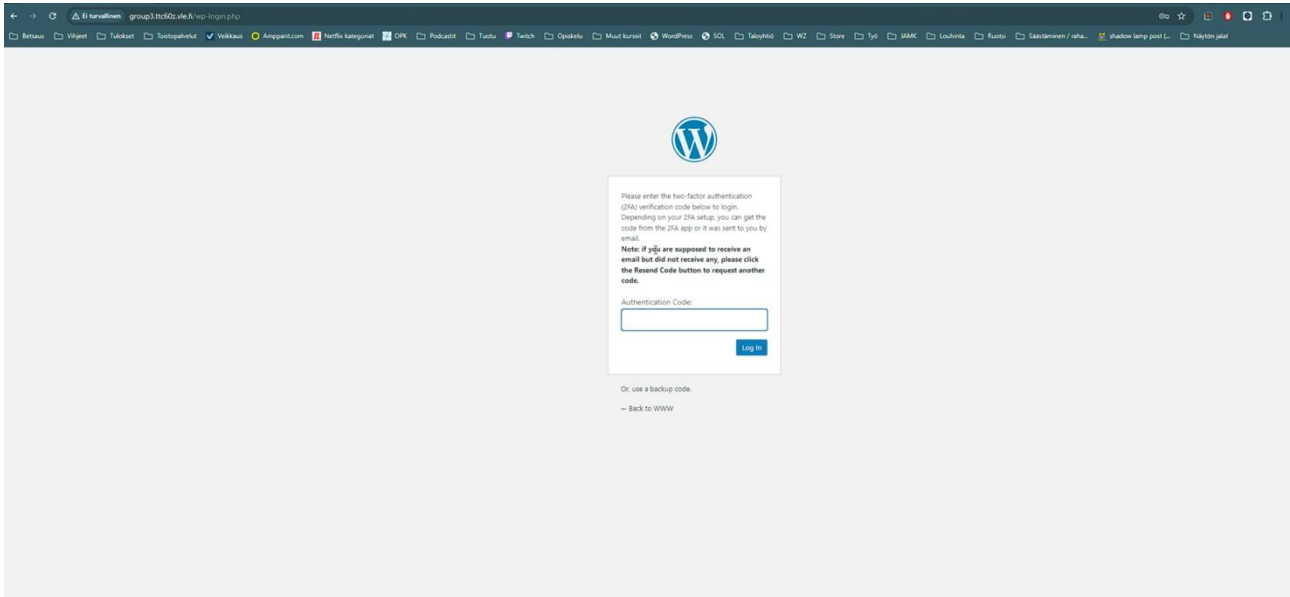 Ei turvallinen group3.ttc60z.vle.fi/wp-login.php
Betsaus Vihjeet Tulokset Toistopalvelut Veikkaus Ampparit.com Netflix kategoriat OPK Podcastit Tuotu Twitch Opiskelu Muut kurssit WordPress SOL Taloyhtiö WZ Store Työ JAMK Louhinta Ruotsi Säästäminen / raha... shadow lamp post (... Näytön jalat
Please enter the two-factor authentication
(2FA) verification code below to login.
Depending on your 2FA setup, you can get the
code from the 2FA app or it was sent to you by
email.
Note: if you are supposed to receive an
email but did not receive any, please click
the Resend Code button to request another
code.
Authentication Code:
Log In
Or, use a backup code.
← Back to WWW